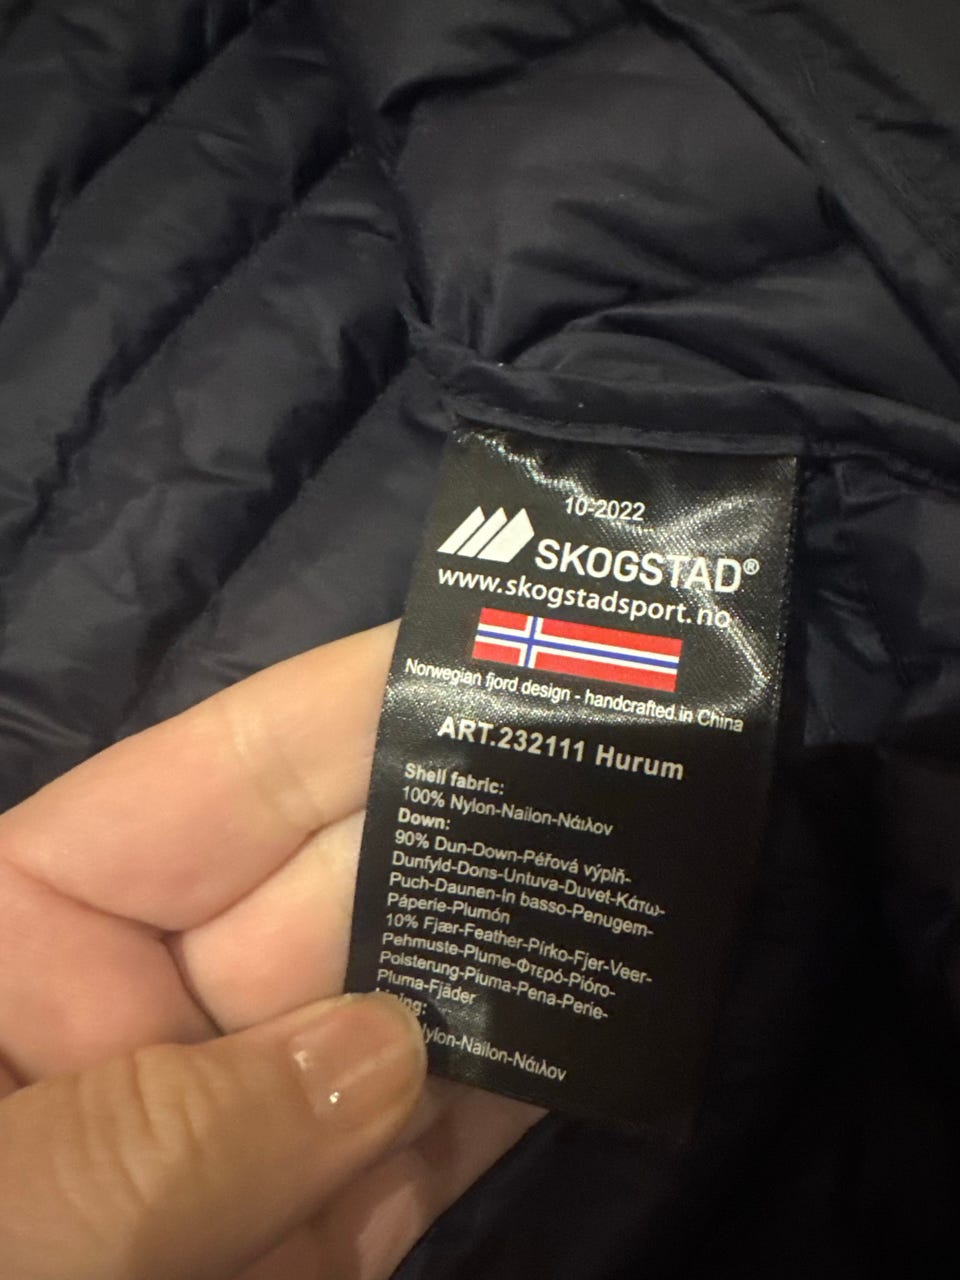 10-2022
SKOGSTAD®
www.skogstadsport.no
Norwegian fjord design - handcrafted in China
ART.232111 Hurum
Shell fabric:
100% Nylon-Nailon-Νάιλον
Down:
90% Dun-Down-Péřová výplň-
Dunfyld-Dons-Untuva-Duvet-Κάτω-
Puch-Daunen-In basso-Penugem-
Páperie-Plumón
10% Fjær-Feather-Pírko-Fjer-Veer-
Pehmuste-Plume-Φτερό-Pióro-
Polsterung-Piuma-Pena-Perie-
Pluma-Fjäder
Lining:
Nylon-Nailon-Νάιλον